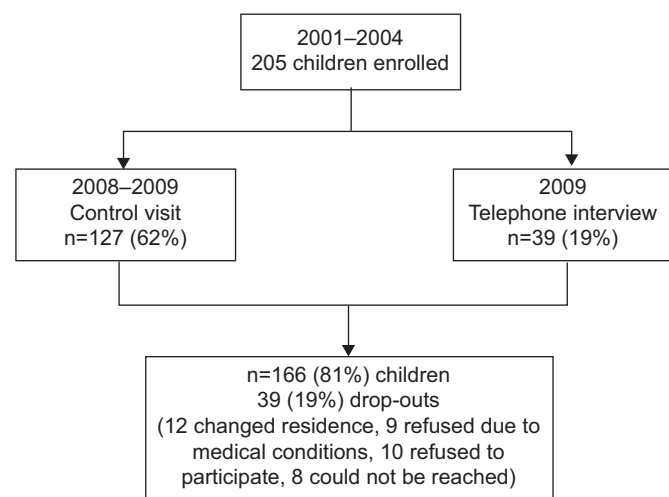 2001–2004
205 children enrolled
2008–2009
Control visit
n=127 (62%)
2009
Telephone interview
n=39 (19%)
n=166 (81%) children
39 (19%) drop-outs
(12 changed residence, 9 refused due to
medical conditions, 10 refused to
participate, 8 could not be reached)